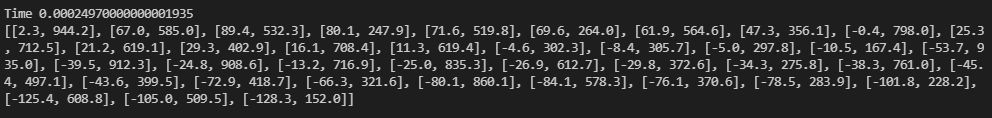 Time 0.00024970000000001935
[[2.3, 944.2], [67.0, 585.0], [89.4, 532.3], [80.1, 247.9], [71.6, 519.8], [69.6, 264.0], [61.9, 564.6], [47.3, 356.1], [-0.4, 798.0], [25.3
, 712.5], [21.2, 619.1], [29.3, 402.9], [16.1, 708.4], [11.3, 619.4], [-4.6, 302.3], [-8.4, 305.7], [-5.0, 297.8], [-10.5, 167.4], [-53.7, 9
35.0], [-39.5, 912.3], [-24.8, 908.6], [-13.2, 716.9], [-25.0, 835.3], [-26.9, 612.7], [-29.8, 372.6], [-34.3, 275.8], [-38.3, 761.0], [-45.
4, 497.1], [-43.6, 399.5], [-72.9, 418.7], [-66.3, 321.6], [-80.1, 860.1], [-84.1, 578.3], [-76.1, 370.6], [-78.5, 283.9], [-101.8, 228.2],
[-125.4, 608.8], [-105.0, 509.5], [-128.3, 152.0]]